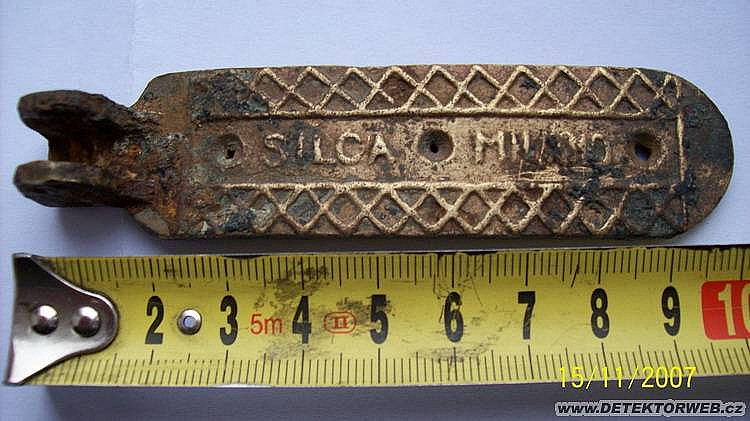 SILCA MILANO
2 3 5m 4 II 5 6 7 8 9 10
15/11/2007
WWW.DETEKTORWEB.CZ